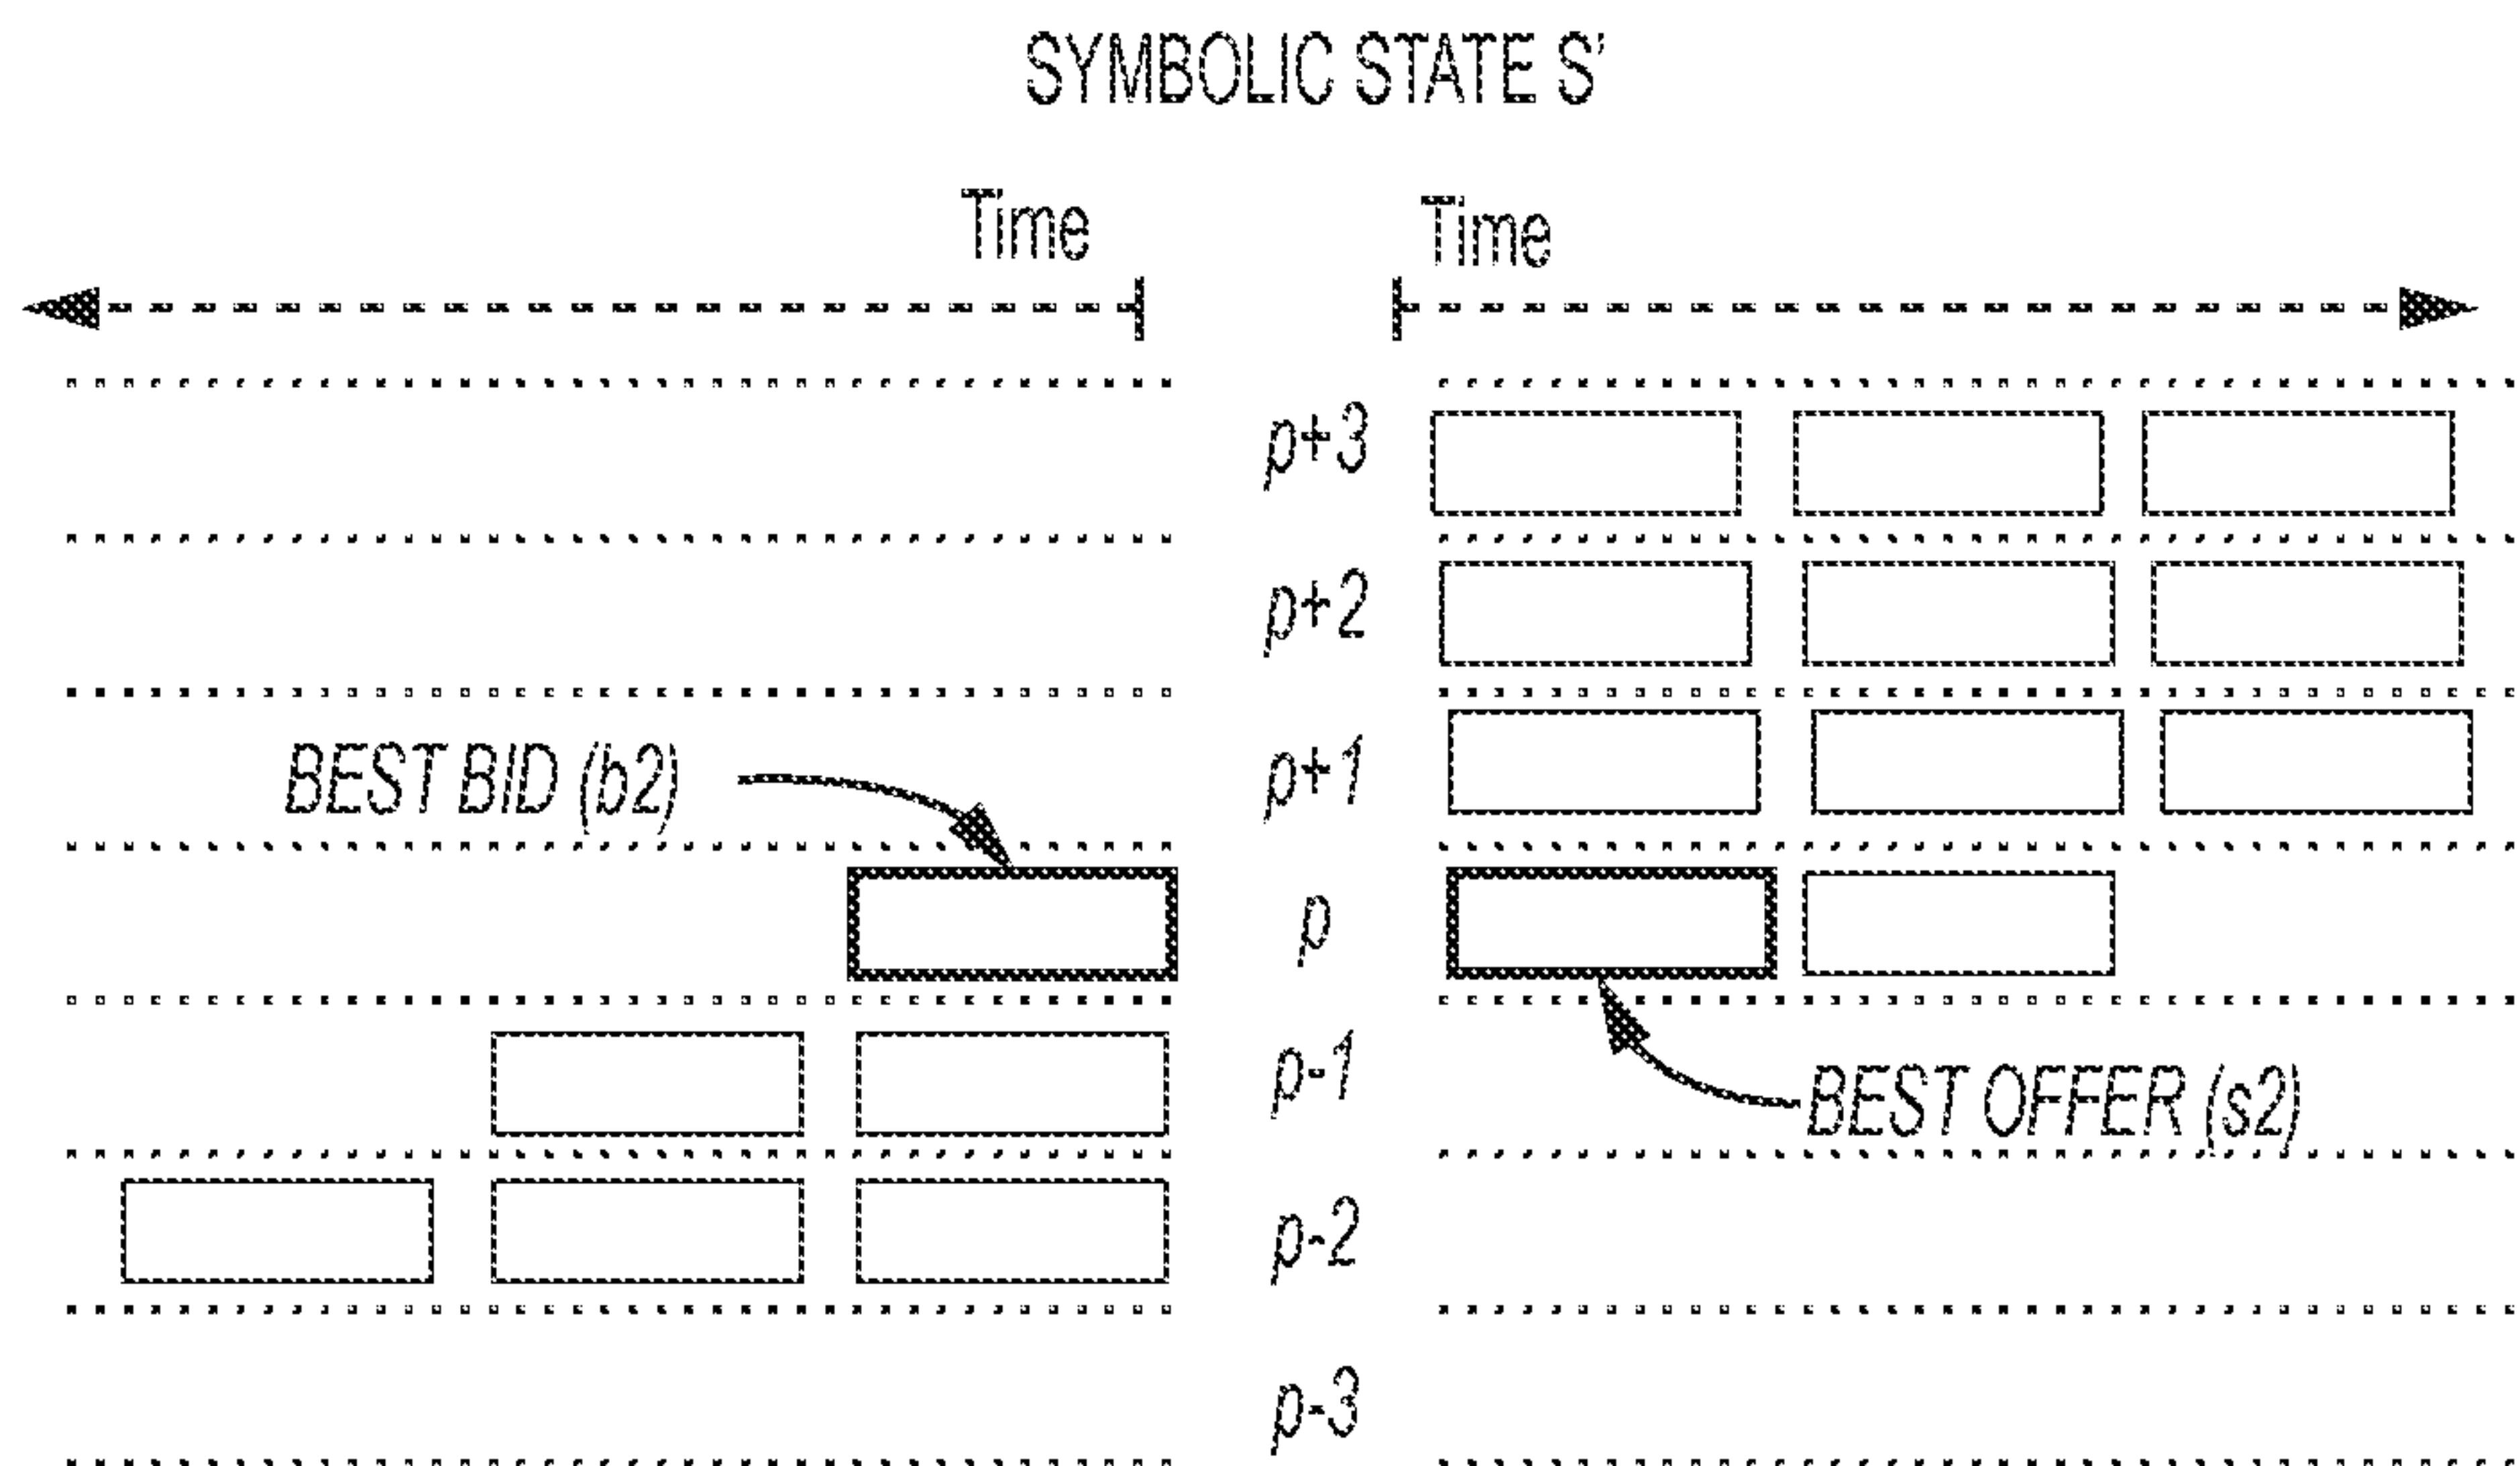 SYMBOLIC STATE S'
Time Time
p+3
p+2
BEST BID (b2) p+1
p
p-1
BEST OFFER (s2)
p-2
p-3